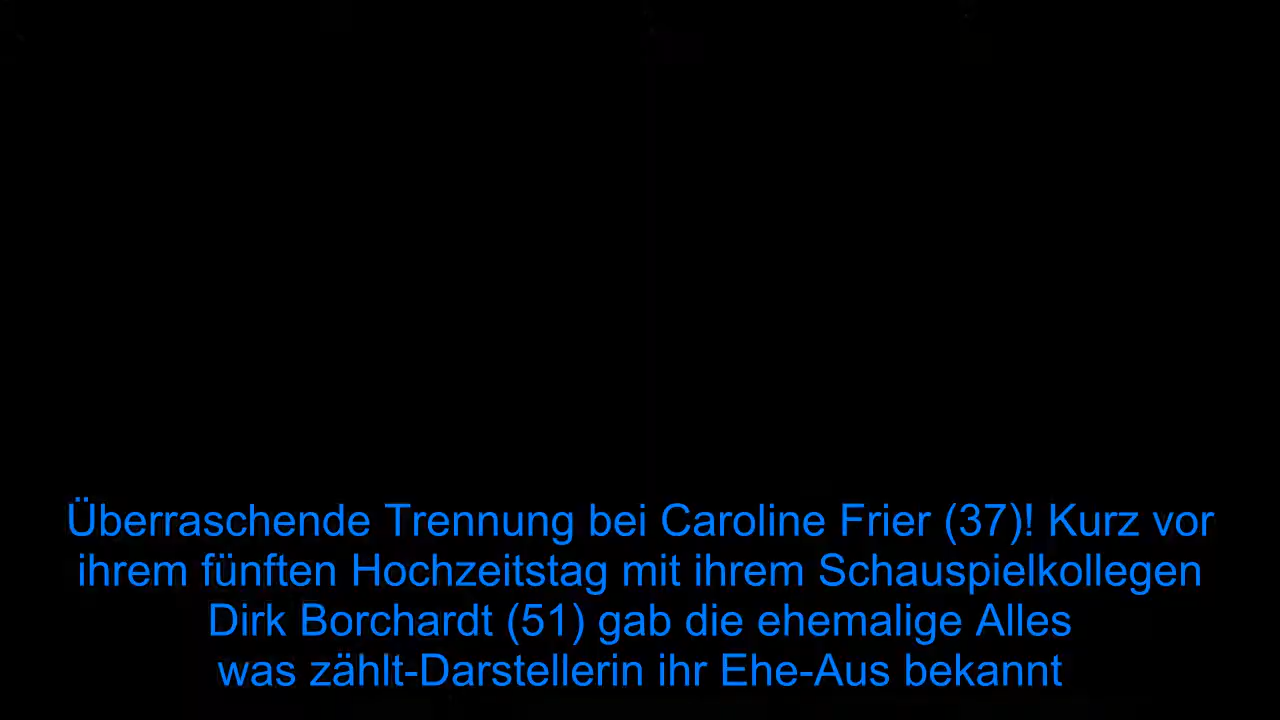 Überraschende Trennung bei Caroline Frier (37)! Kurz vor
ihrem fünften Hochzeitstag mit ihrem Schauspielkollegen
Dirk Borchardt (51) gab die ehemalige Alles
was zählt-Darstellerin ihr Ehe-Aus bekannt